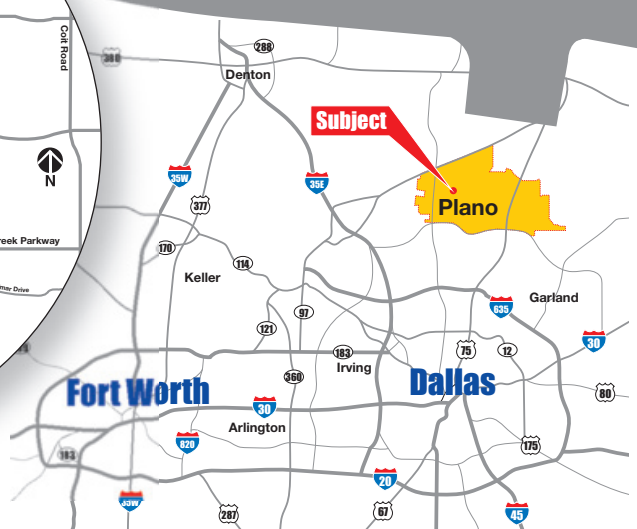 Coit Road
380
288
Denton
Subject
N
35W
35E
377
Plano
reek Parkway
170
114
Keller
mar Drive
Garland
635
97
121
183
Irving
75
12
30
360
Fort Worth
Dallas
80
30
Arlington
820
175
183
20
35W
287
67
45